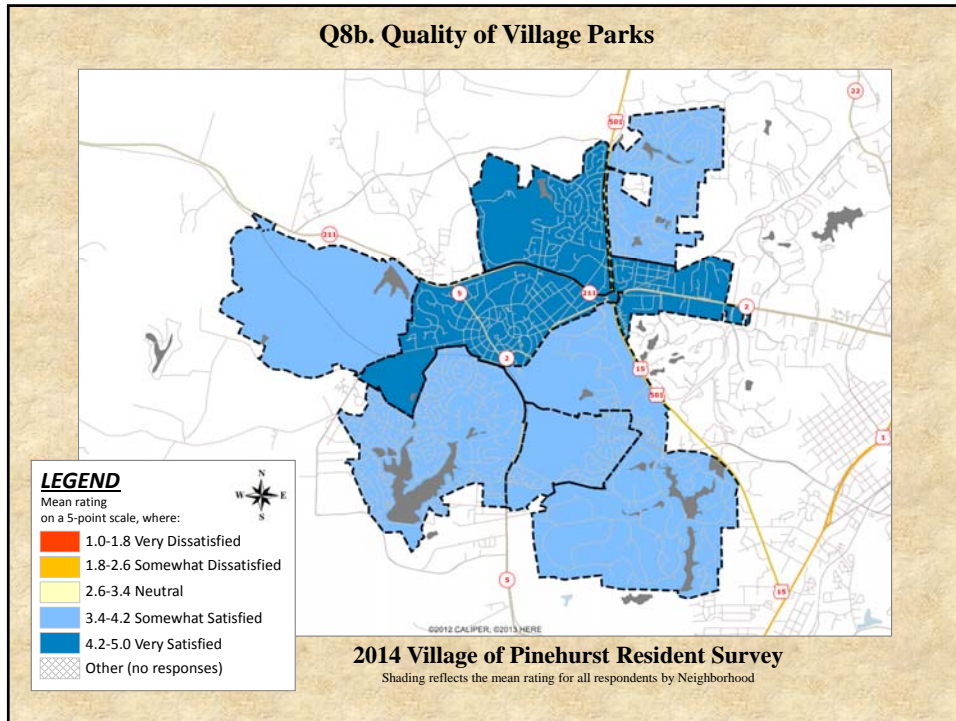 Q8b. Quality of Village Parks
22
501
211
5
211
2
2
15
501
1
5
15
LEGEND
Mean rating
on a 5-point scale, where:
N
W E
S
1.0-1.8 Very Dissatisfied
1.8-2.6 Somewhat Dissatisfied
2.6-3.4 Neutral
3.4-4.2 Somewhat Satisfied
4.2-5.0 Very Satisfied
Other (no responses)
©2012 CALIPER, ©2013 HERE
2014 Village of Pinehurst Resident Survey
Shading reflects the mean rating for all respondents by Neighborhood